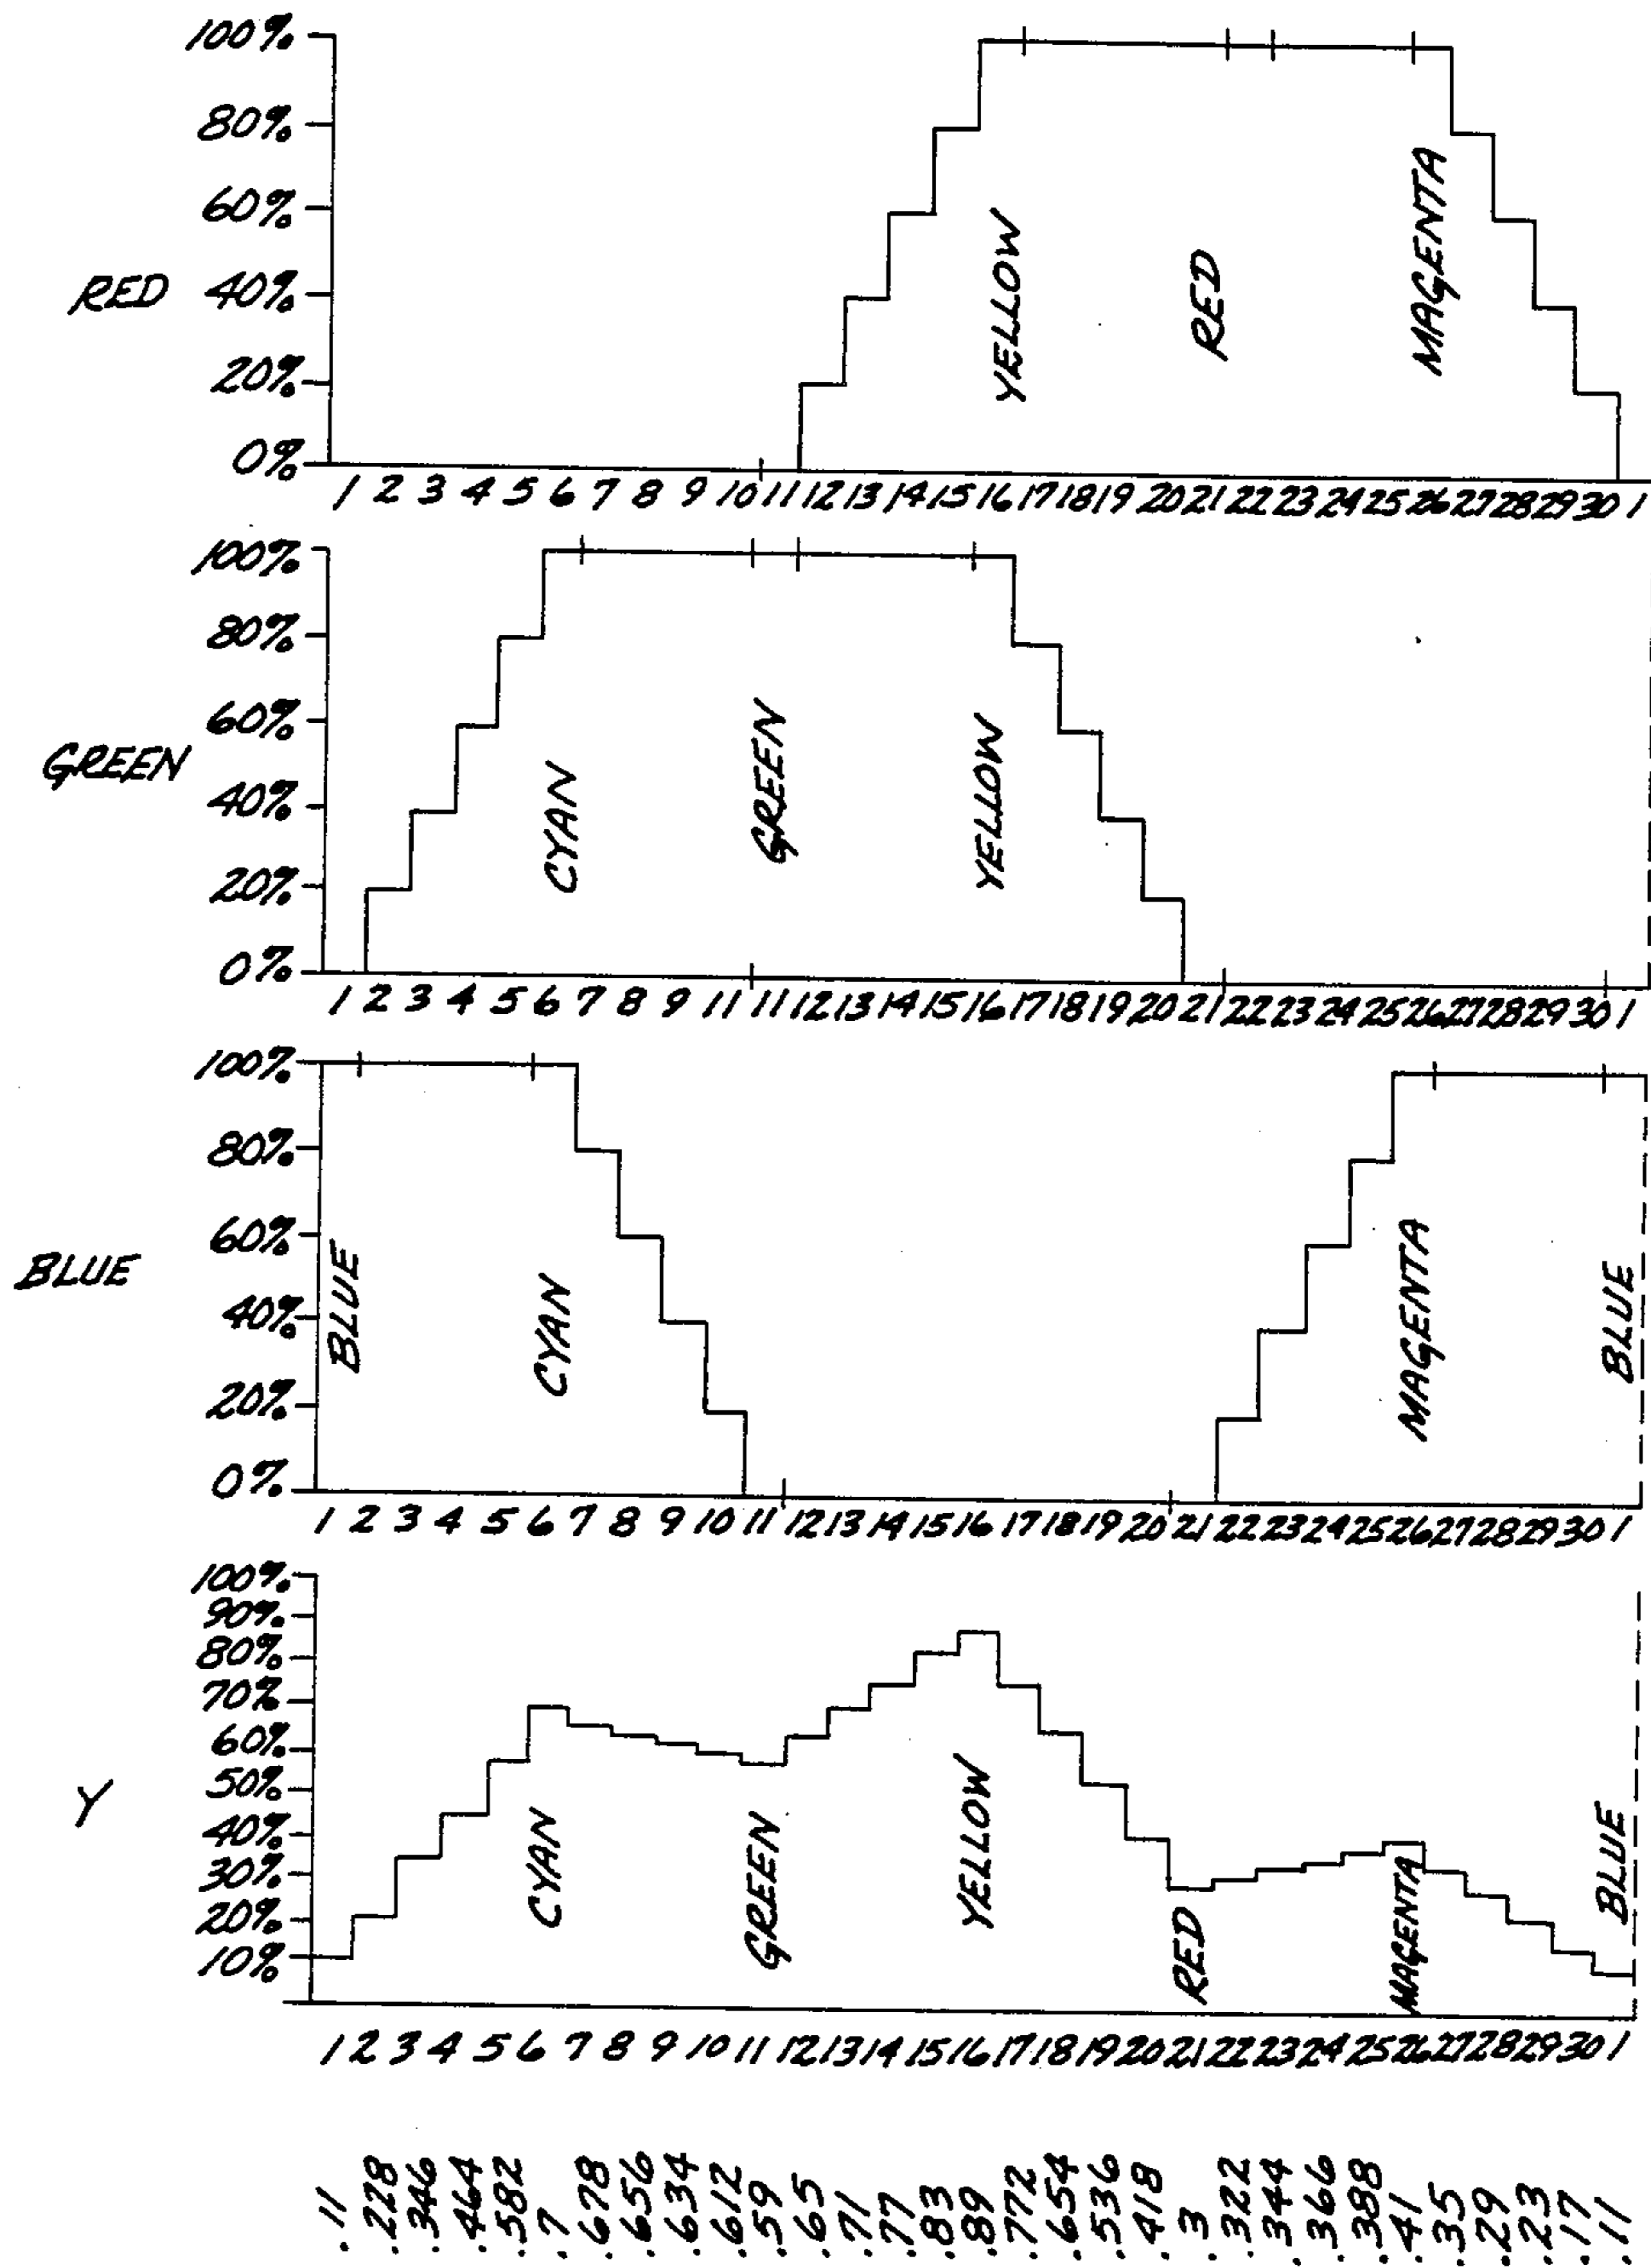 100%
80%
60%
RED 40%
20%
0%
YELLOW
RED
MAGENTA
1 2 3 4 5 6 7 8 9 10 11 12 13 14 15 16 17 18 19 20 21 22 23 24 25 26 27 28 29 30 1
100%
80%
60%
GREEN
40%
20%
0%
CYAN
GREEN
YELLOW
1 2 3 4 5 6 7 8 9 11 11 12 13 14 15 16 17 18 19 20 21 22 23 24 25 26 27 28 29 30 1
100%
80%
60%
BLUE
40%
20%
0%
BLUE
CYAN
MAGENTA
BLUE
1 2 3 4 5 6 7 8 9 10 11 12 13 14 15 16 17 18 19 20 21 22 23 24 25 26 27 28 29 30 1
100%
90%
80%
70%
60%
50%
Y
40%
30%
20%
10%
CYAN
GREEN
YELLOW
RED
MAGENTA
BLUE
1 2 3 4 5 6 7 8 9 10 11 12 13 14 15 16 17 18 19 20 21 22 23 24 25 26 27 28 29 30 1
.11
.228
.346
.464
.582
.7
.678
.656
.634
.612
.59
.65
.71
.77
.83
.89
.772
.654
.536
.418
.3
.322
.344
.366
.388
.41
.35
.29
.23
.17
.11